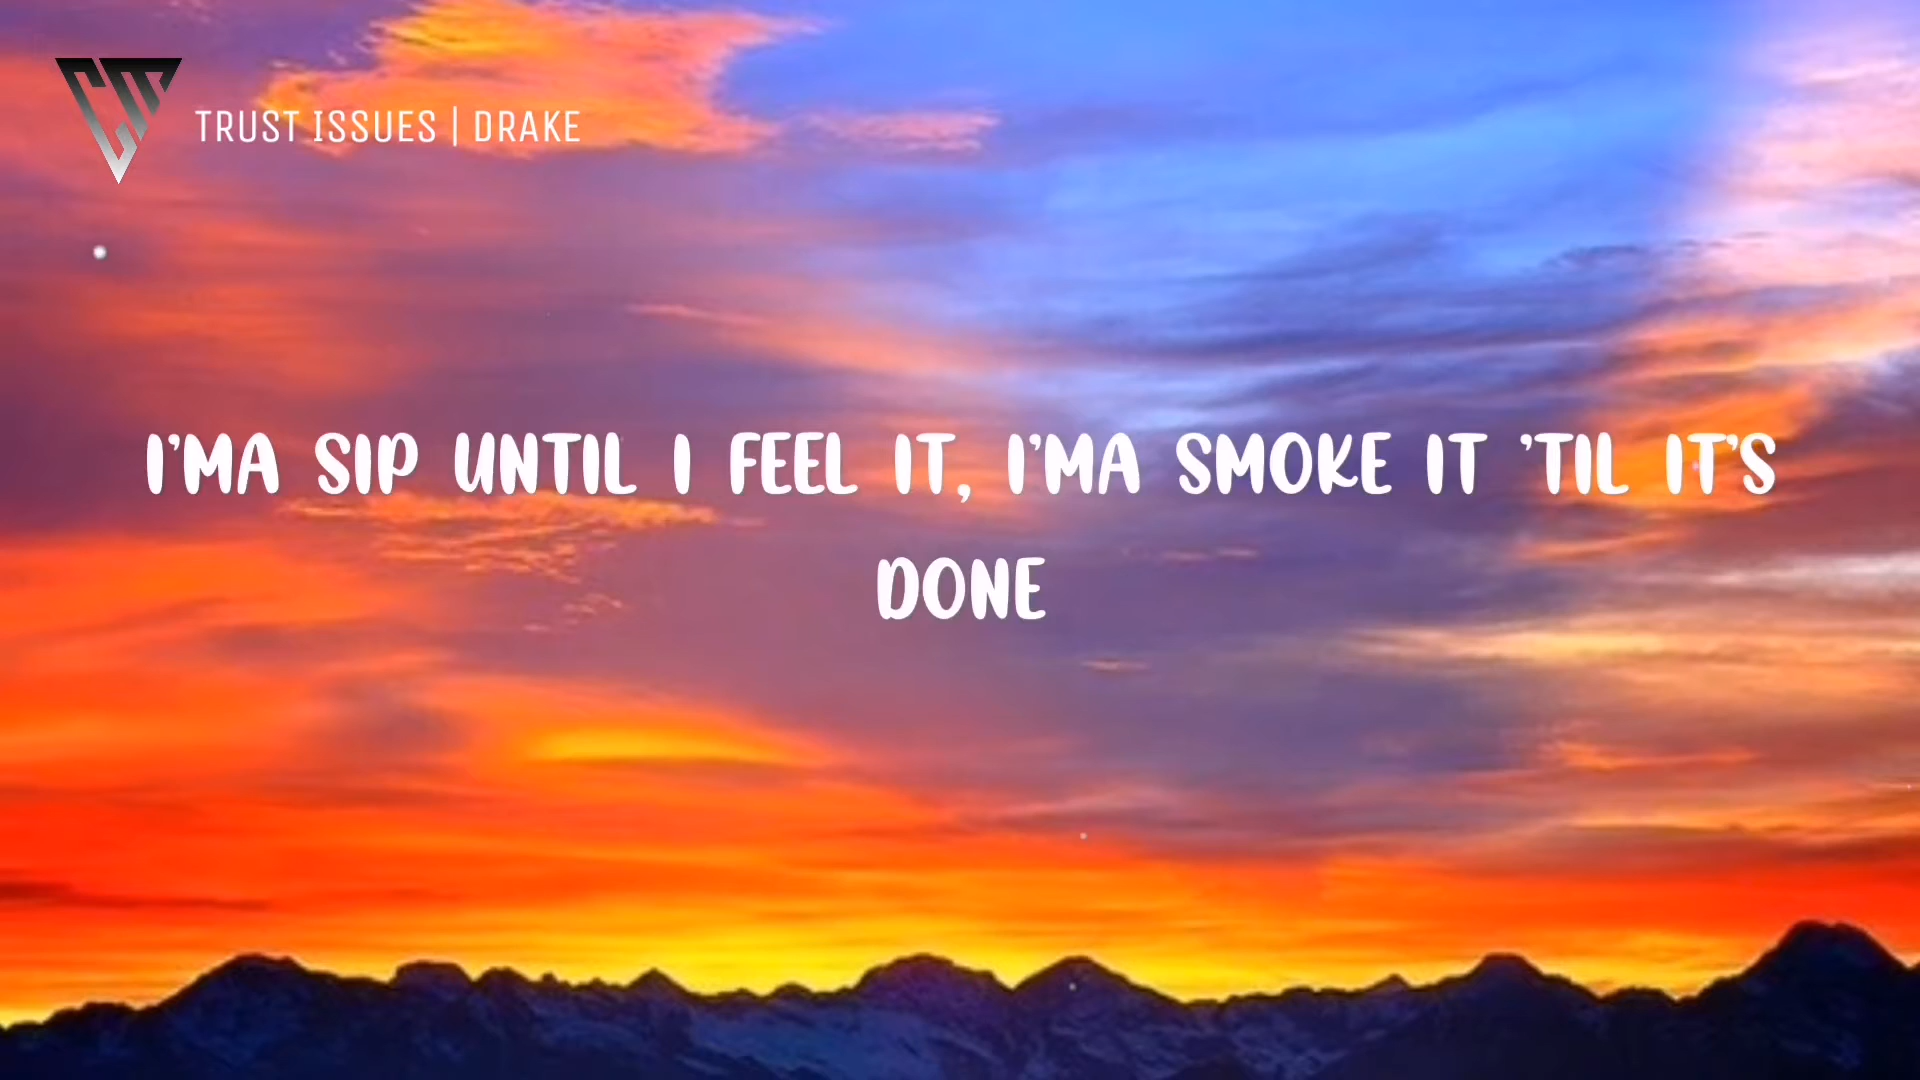 TRUST ISSUES | DRAKE
I'MA SIP UNTIL I FEEL IT, I'MA SMOKE IT 'TIL IT'S
DONE